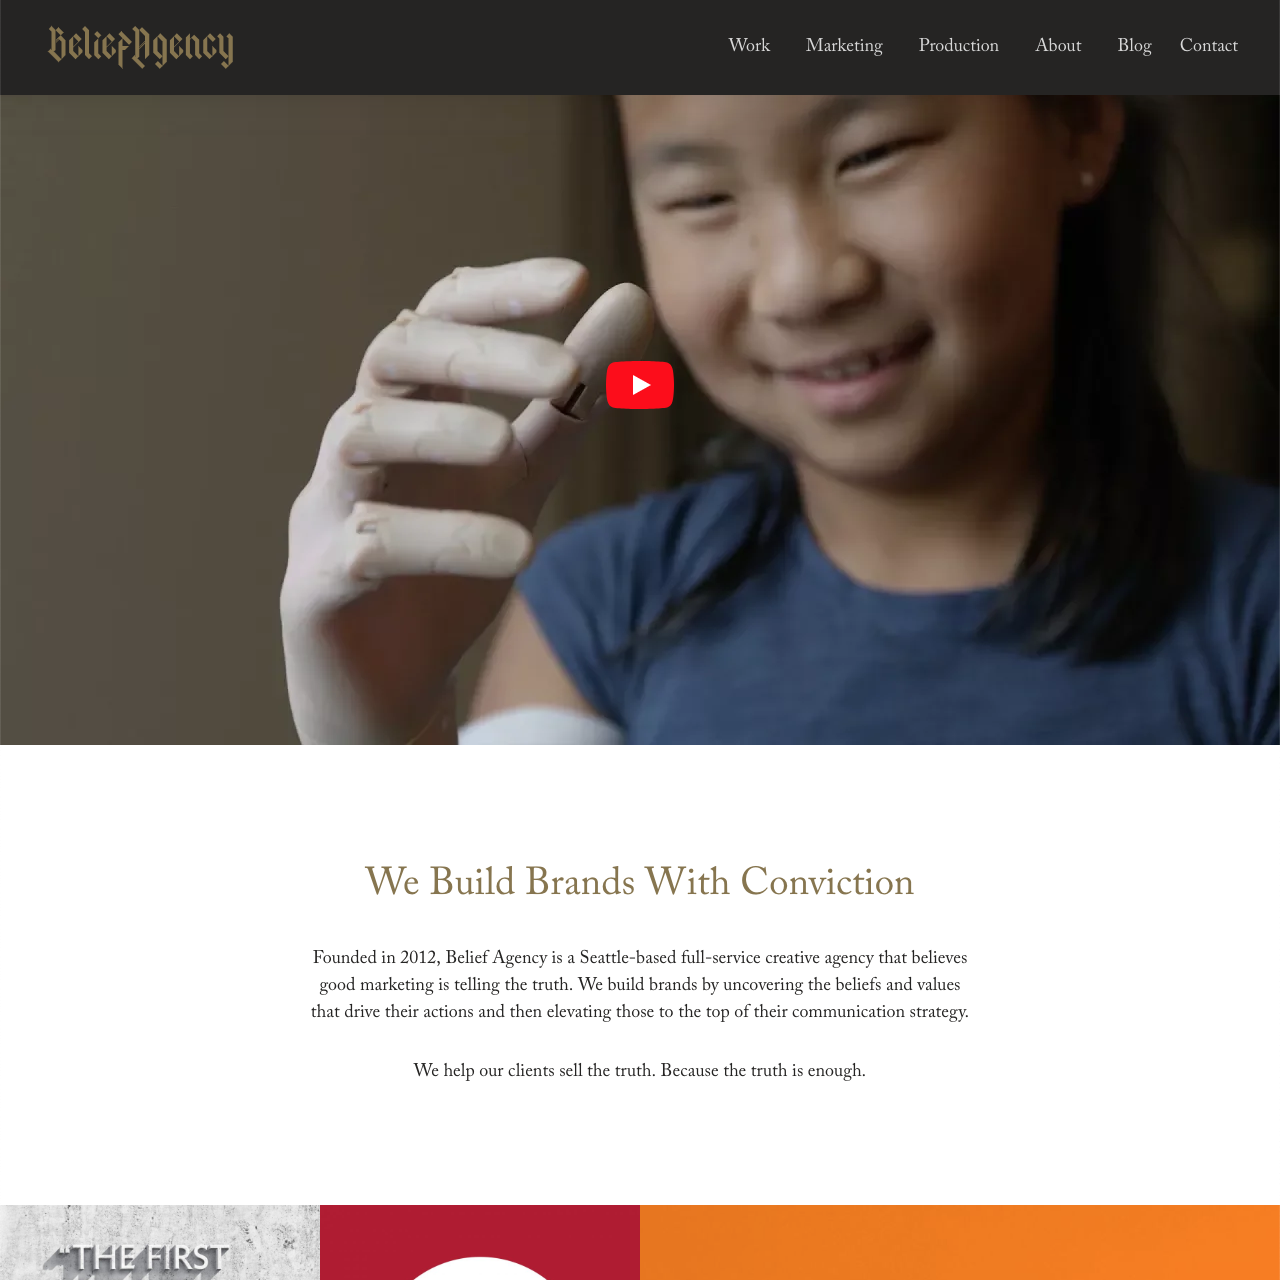 Belief Agency
Work Marketing Production About Blog Contact
We Build Brands With Conviction
Founded in 2012, Belief Agency is a Seattle-based full-service creative agency that believes
good marketing is telling the truth. We build brands by uncovering the beliefs and values
that drive their actions and then elevating those to the top of their communication strategy.
We help our clients sell the truth. Because the truth is enough.
“THE FIRST